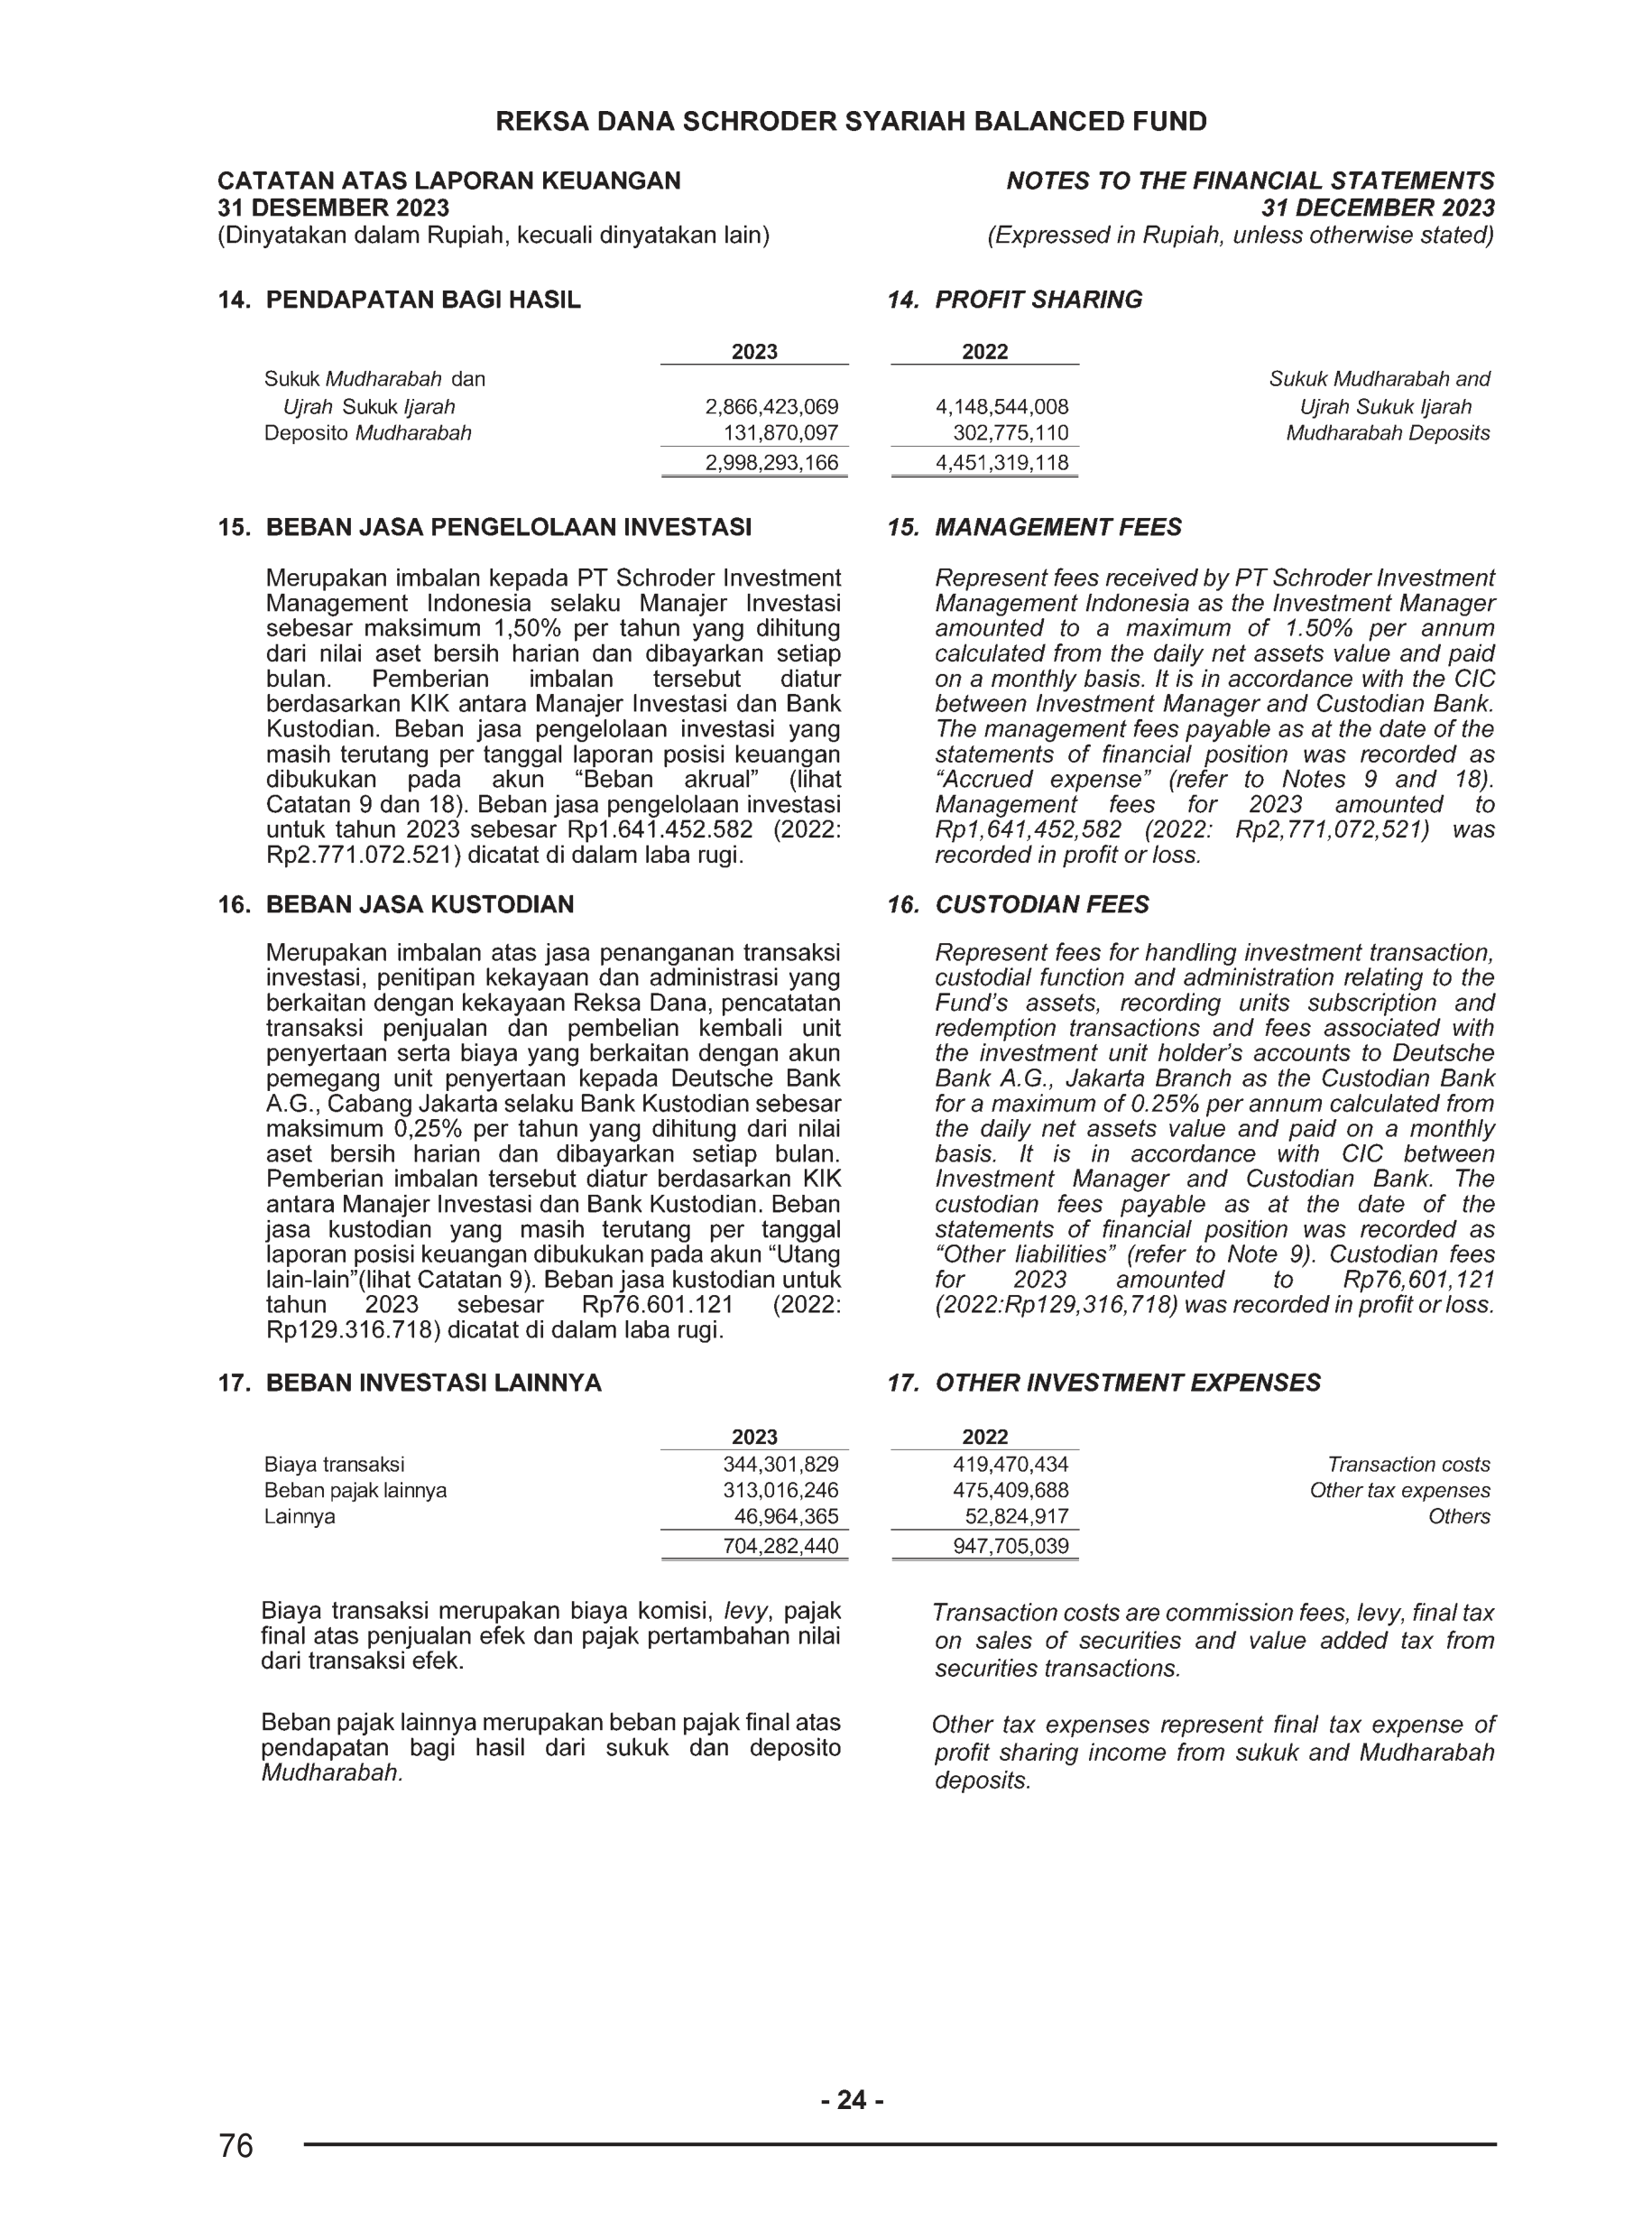 REKSA DANA SCHRODER SYARIAH BALANCED FUND
CATATAN ATAS LAPORAN KEUANGAN
31 DESEMBER 2023
(Dinyatakan dalam Rupiah, kecuali dinyatakan lain)
NOTES TO THE FINANCIAL STATEMENTS
31 DECEMBER 2023
(Expressed in Rupiah, unless otherwise stated)
14. PENDAPATAN BAGI HASIL
14. PROFIT SHARING
2023 2022
Sukuk Mudharabah dan Sukuk Mudharabah and
Ujrah Sukuk Ijarah 2,866,423,069 4,148,544,008 Ujrah Sukuk Ijarah
Deposito Mudharabah 131,870,097 302,775,110 Mudharabah Deposits
2,998,293,166 4,451,319,118
15. BEBAN JASA PENGELOLAAN INVESTASI
Merupakan imbalan kepada PT Schroder Investment
Management Indonesia selaku Manajer Investasi
sebesar maksimum 1,50% per tahun yang dihitung
dari nilai aset bersih harian dan dibayarkan setiap
bulan. Pemberian imbalan tersebut diatur
berdasarkan KIK antara Manajer Investasi dan Bank
Kustodian. Beban jasa pengelolaan investasi yang
masih terutang per tanggal laporan posisi keuangan
dibukukan pada akun “Beban akrual” (lihat
Catatan 9 dan 18). Beban jasa pengelolaan investasi
untuk tahun 2023 sebesar Rp1.641.452.582 (2022:
Rp2.771.072.521) dicatat di dalam laba rugi.
15. MANAGEMENT FEES
Represent fees received by PT Schroder Investment
Management Indonesia as the Investment Manager
amounted to a maximum of 1.50% per annum
calculated from the daily net assets value and paid
on a monthly basis. It is in accordance with the CIC
between Investment Manager and Custodian Bank.
The management fees payable as at the date of the
statements of financial position was recorded as
“Accrued expense” (refer to Notes 9 and 18).
Management fees for 2023 amounted to
Rp1,641,452,582 (2022: Rp2,771,072,521) was
recorded in profit or loss.
16. BEBAN JASA KUSTODIAN
Merupakan imbalan atas jasa penanganan transaksi
investasi, penitipan kekayaan dan administrasi yang
berkaitan dengan kekayaan Reksa Dana, pencatatan
transaksi penjualan dan pembelian kembali unit
penyertaan serta biaya yang berkaitan dengan akun
pemegang unit penyertaan kepada Deutsche Bank
A.G., Cabang Jakarta selaku Bank Kustodian sebesar
maksimum 0,25% per tahun yang dihitung dari nilai
aset bersih harian dan dibayarkan setiap bulan.
Pemberian imbalan tersebut diatur berdasarkan KIK
antara Manajer Investasi dan Bank Kustodian. Beban
jasa kustodian yang masih terutang per tanggal
laporan posisi keuangan dibukukan pada akun “Utang
lain-lain”(lihat Catatan 9). Beban jasa kustodian untuk
tahun 2023 sebesar Rp76.601.121 (2022:
Rp129.316.718) dicatat di dalam laba rugi.
16. CUSTODIAN FEES
Represent fees for handling investment transaction,
custodial function and administration relating to the
Fund’s assets, recording units subscription and
redemption transactions and fees associated with
the investment unit holder’s accounts to Deutsche
Bank A.G., Jakarta Branch as the Custodian Bank
for a maximum of 0.25% per annum calculated from
the daily net assets value and paid on a monthly
basis. It is in accordance with CIC between
Investment Manager and Custodian Bank. The
custodian fees payable as at the date of the
statements of financial position was recorded as
“Other liabilities” (refer to Note 9). Custodian fees
for 2023 amounted to Rp76,601,121
(2022:Rp129,316,718) was recorded in profit or loss.
17. BEBAN INVESTASI LAINNYA
17. OTHER INVESTMENT EXPENSES
2023 2022
Biaya transaksi 344,301,829 419,470,434 Transaction costs
Beban pajak lainnya 313,016,246 475,409,688 Other tax expenses
Lainnya 46,964,365 52,824,917 Others
704,282,440 947,705,039
Biaya transaksi merupakan biaya komisi, levy, pajak
final atas penjualan efek dan pajak pertambahan nilai
dari transaksi efek.
Transaction costs are commission fees, levy, final tax
on sales of securities and value added tax from
securities transactions.
Beban pajak lainnya merupakan beban pajak final atas
pendapatan bagi hasil dari sukuk dan deposito
Mudharabah.
Other tax expenses represent final tax expense of
profit sharing income from sukuk and Mudharabah
deposits.
- 24 -
76